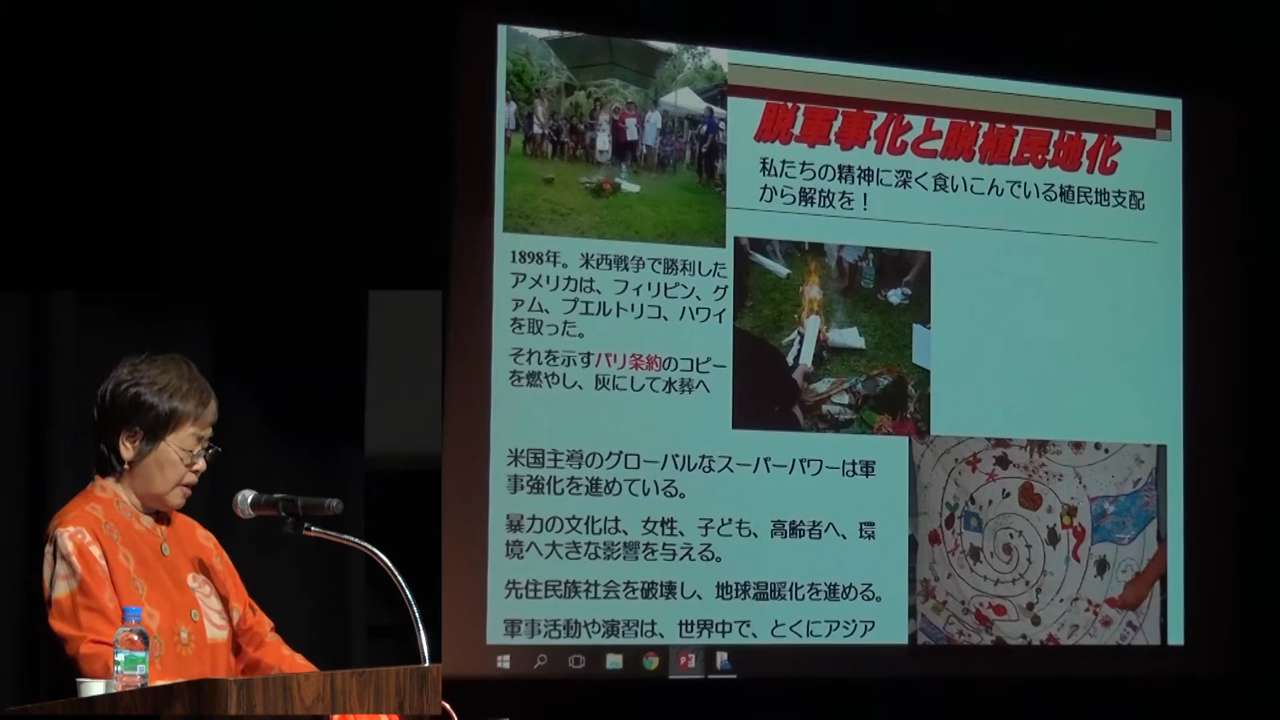 脱軍事化と脱植民地化
私たちの精神に深く食いこんでいる植民地支配
から解放を！
1898年。米西戦争で勝利した
アメリカは、フィリピン、グ
アム、プエルトリコ、ハワイ
を取った。
それを示すパリ条約のコピー
を燃やし、灰にして水葬へ
米国主導のグローバルなスーパーパワーは軍
事強化を進めている。
暴力の文化は、女性、子ども、高齢者へ、環
境へ大きな影響を与える。
先住民族社会を破壊し、地球温暖化を進める。
軍事活動や演習は、世界中で、とくにアジア